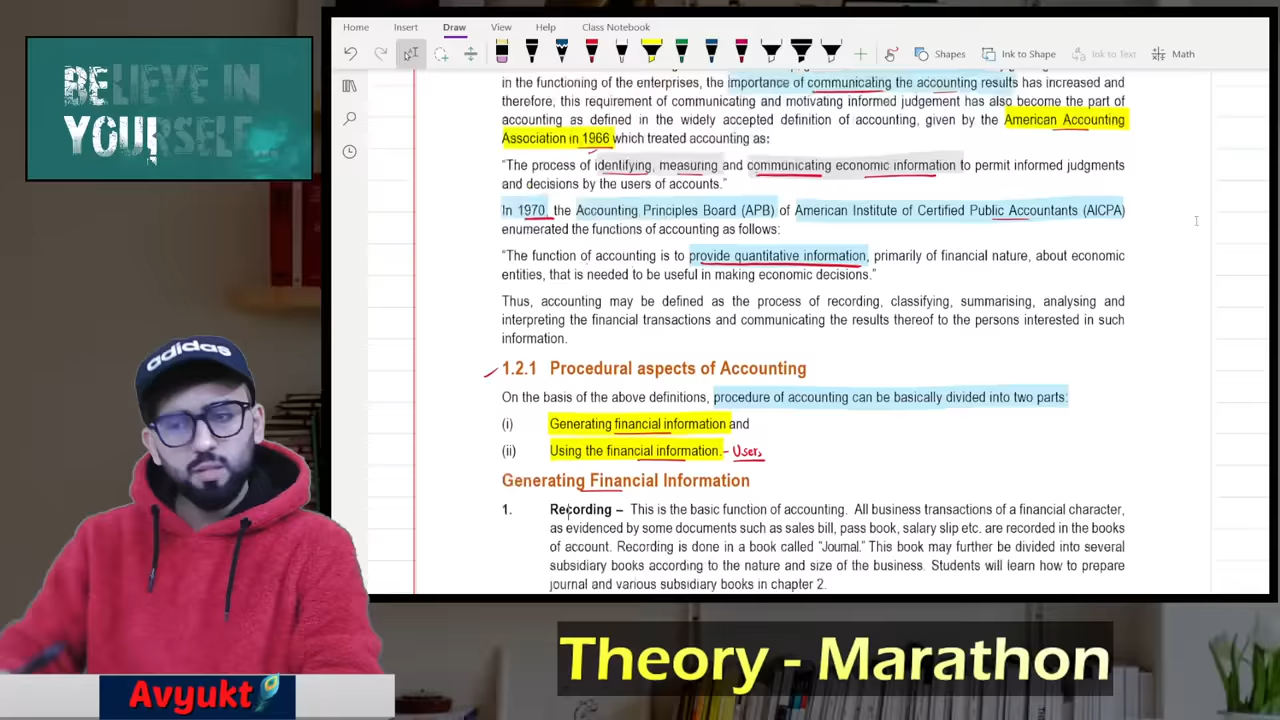 BELIEVE IN
YOURSELF
adidas
Avyukt
Home Insert Draw View Help Class Notebook
Shapes Ink to Shape Ink to Text Math
in the functioning of the enterprises, the importance of communicating the accounting results has increased and
therefore, this requirement of communicating and motivating informed judgement has also become the part of
accounting as defined in the widely accepted definition of accounting, given by the American Accounting
Association in 1966 which treated accounting as:
“The process of identifying, measuring and communicating economic information to permit informed judgments
and decisions by the users of accounts.”
In 1970, the Accounting Principles Board (APB) of American Institute of Certified Public Accountants (AICPA)
enumerated the functions of accounting as follows:
“The function of accounting is to provide quantitative information, primarily of financial nature, about economic
entities, that is needed to be useful in making economic decisions.”
Thus, accounting may be defined as the process of recording, classifying, summarising, analysing and
interpreting the financial transactions and communicating the results thereof to the persons interested in such
information.
1.2.1 Procedural aspects of Accounting
On the basis of the above definitions, procedure of accounting can be basically divided into two parts:
(i) Generating financial information and
(ii) Using the financial information. - Users
Generating Financial Information
1. Recording – This is the basic function of accounting. All business transactions of a financial character,
as evidenced by some documents such as sales bill, pass book, salary slip etc. are recorded in the books
of account. Recording is done in a book called “Journal.” This book may further be divided into several
subsidiary books according to the nature and size of the business. Students will learn how to prepare
journal and various subsidiary books in chapter 2.
Theory - Marathon